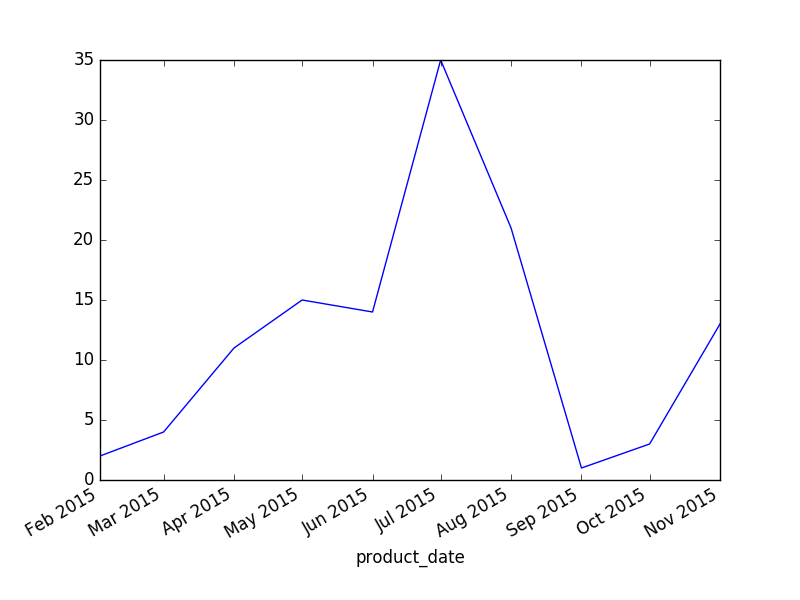 35
30
25
20
15
10
5
0
Feb 2015
Mar 2015
Apr 2015
May 2015
Jun 2015
Jul 2015
Aug 2015
Sep 2015
Oct 2015
Nov 2015
product_date